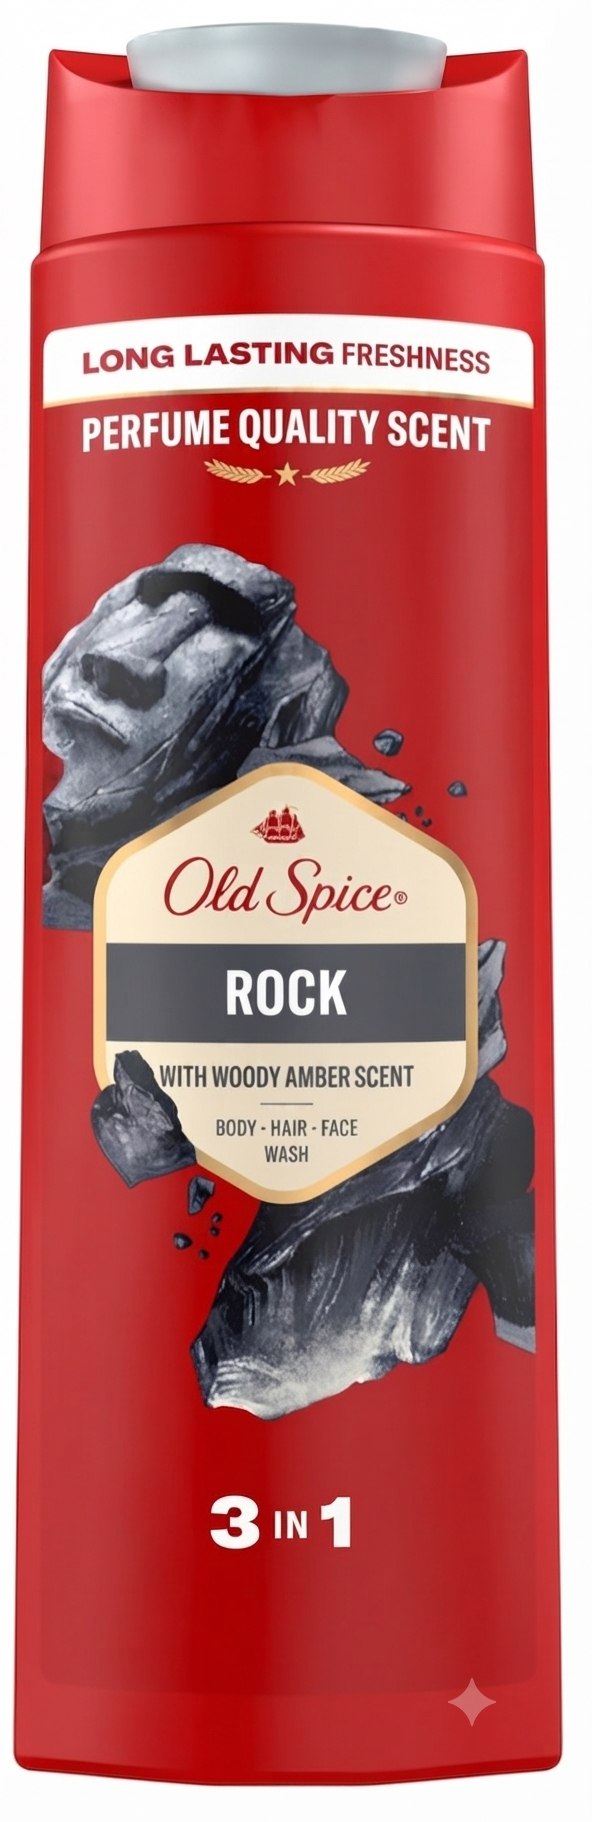 LONG LASTING FRESHNESS
PERFUME QUALITY SCENT
Old Spice®
ROCK
WITH WOODY AMBER SCENT
BODY - HAIR - FACE
WASH
3 IN 1